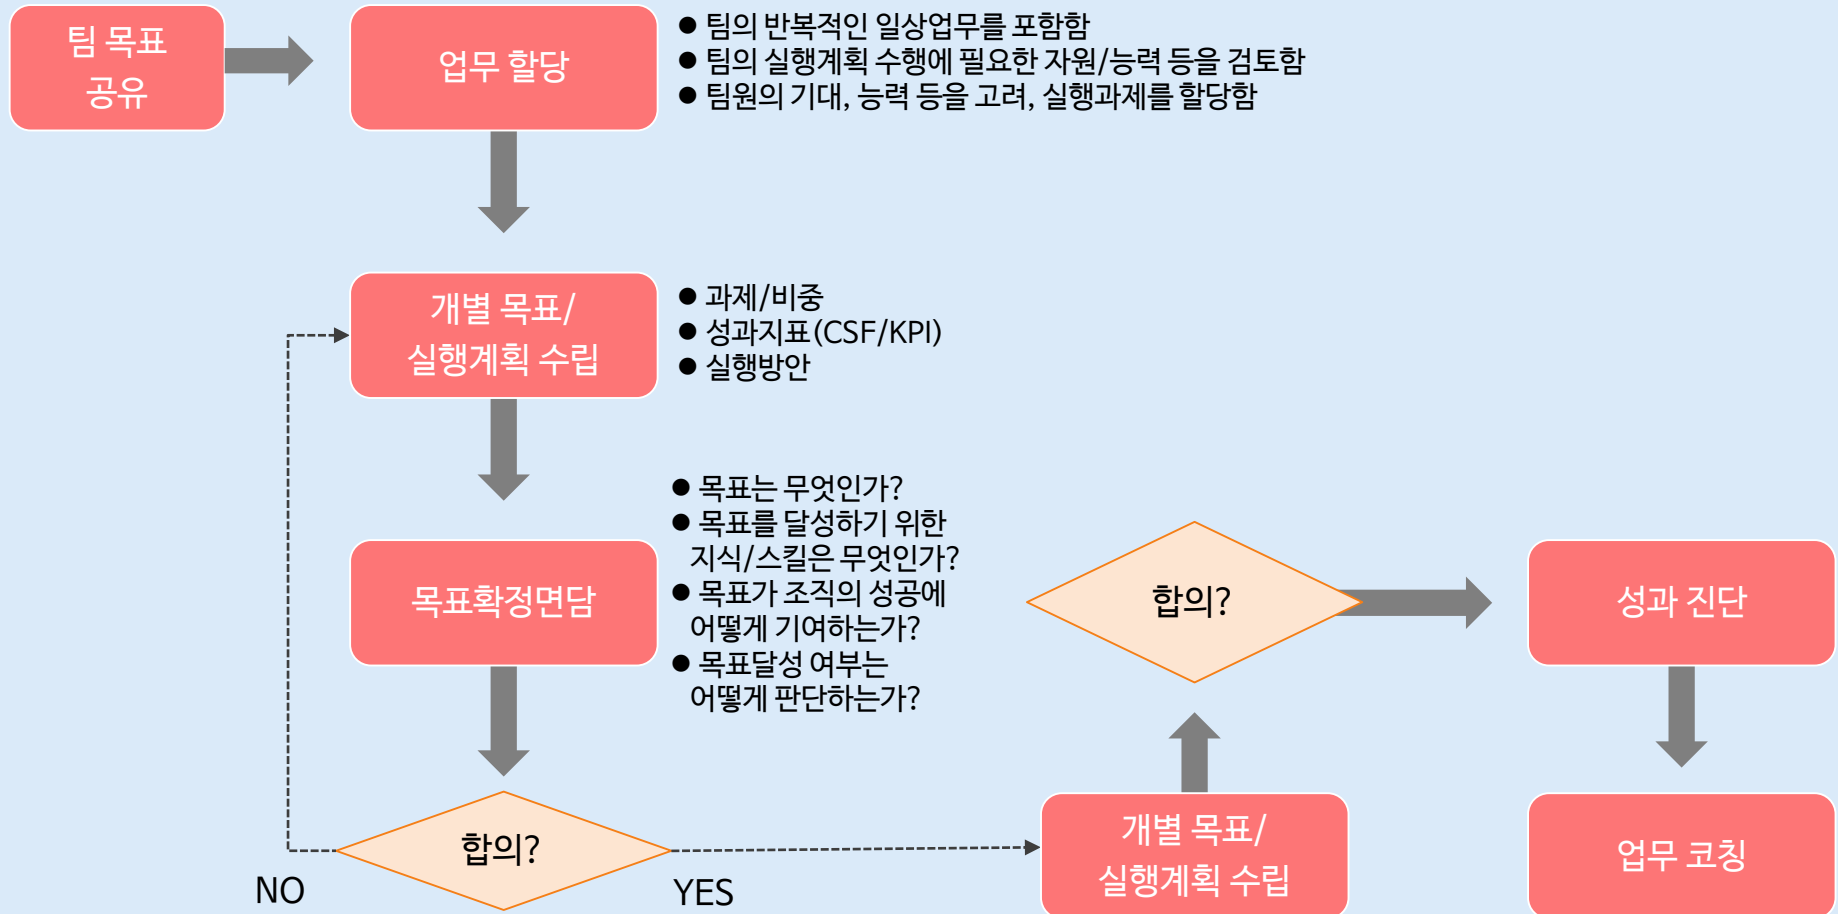 팀 목표
공유
업무 할당
● 팀의 반복적인 일상업무를 포함함
● 팀의 실행계획 수행에 필요한 자원/능력 등을 검토함
● 팀원의 기대, 능력 등을 고려, 실행과제를 할당함
개별 목표/
실행계획 수립
● 과제/비중
● 성과지표(CSF/KPI)
● 실행방안
목표확정면담
● 목표는 무엇인가?
● 목표를 달성하기 위한
지식/스킬은 무엇인가?
● 목표가 조직의 성공에
어떻게 기여하는가?
● 목표달성 여부는
어떻게 판단하는가?
합의?
NO
YES
개별 목표/
실행계획 수립
합의?
성과 진단
업무 코칭